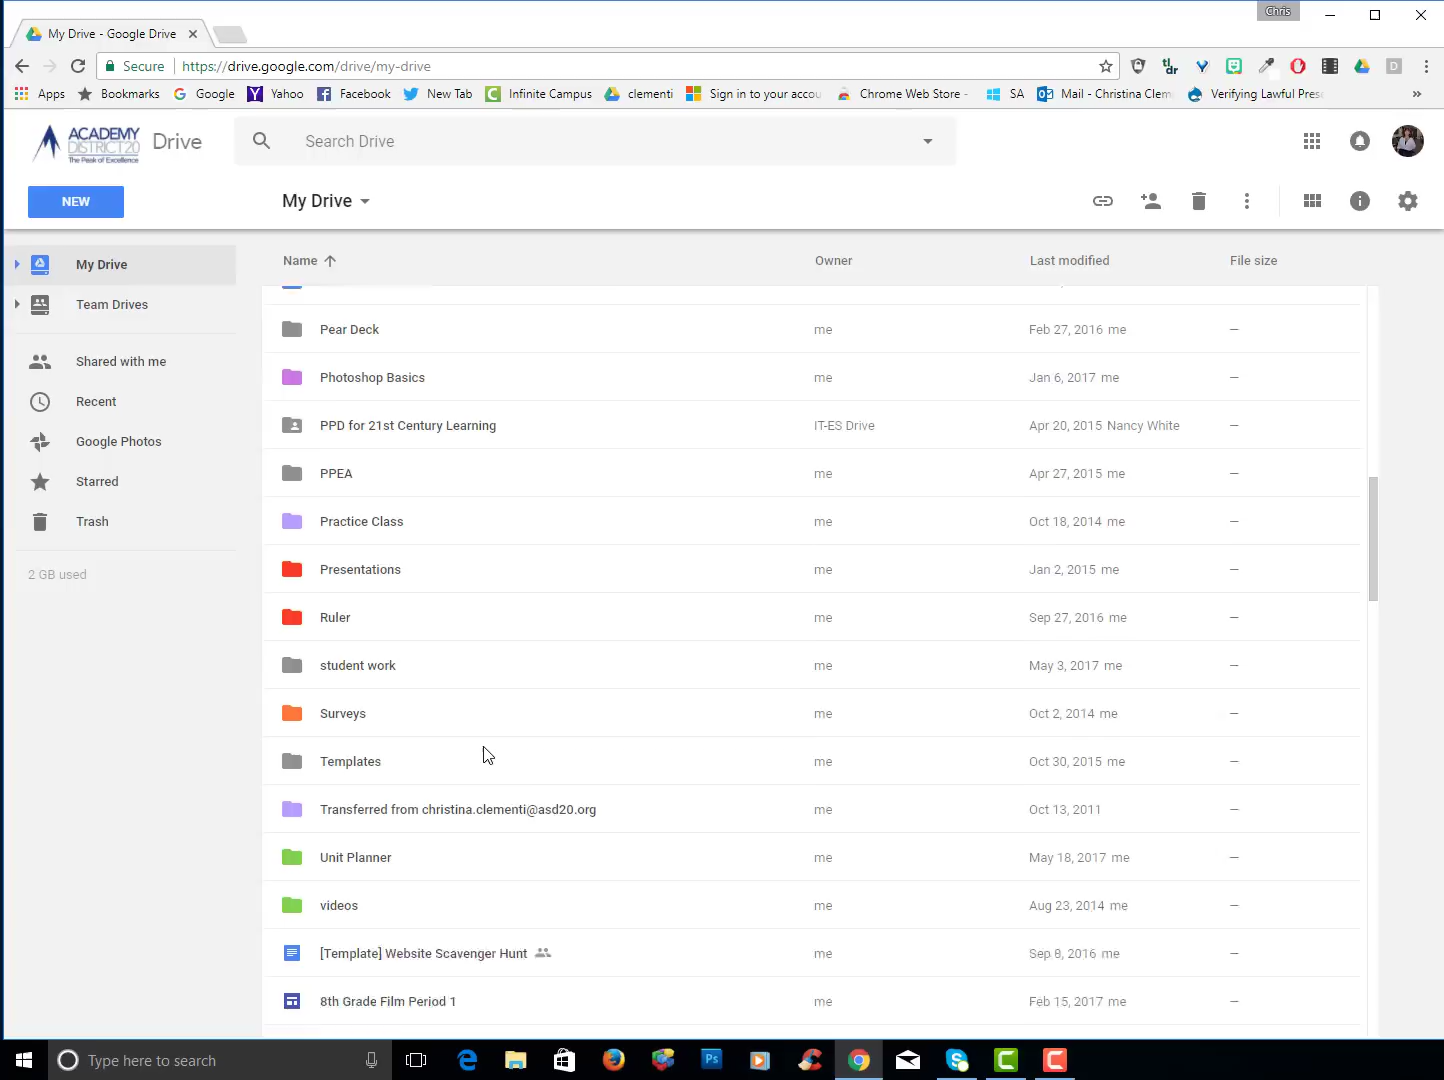 Chris
My Drive - Google Drive
Secure https://drive.google.com/drive/my-drive
tl;dr
D
Apps Bookmarks Google Yahoo Facebook New Tab Infinite Campus clementi Sign in to your accou Chrome Web Store - SA Mail - Christina Clem Verifying Lawful Pres
ACADEMY
DISTRICT20
The Peak of Excellence
Drive
Search Drive
NEW
My Drive
My Drive
Team Drives
Shared with me
Recent
Google Photos
Starred
Trash
2 GB used
Name Owner Last modified File size
Pear Deck me Feb 27, 2016 me –
Photoshop Basics me Jan 6, 2017 me –
PPD for 21st Century Learning IT-ES Drive Apr 20, 2015 Nancy White –
PPEA me Apr 27, 2015 me –
Practice Class me Oct 18, 2014 me –
Presentations me Jan 2, 2015 me –
Ruler me Sep 27, 2016 me –
student work me May 3, 2017 me –
Surveys me Oct 2, 2014 me –
Templates me Oct 30, 2015 me –
Transferred from christina.clementi@asd20.org me Oct 13, 2011 –
Unit Planner me May 18, 2017 me –
videos me Aug 23, 2014 me –
[Template] Website Scavenger Hunt me Sep 8, 2016 me –
8th Grade Film Period 1 me Feb 15, 2017 me –
Type here to search
Ps